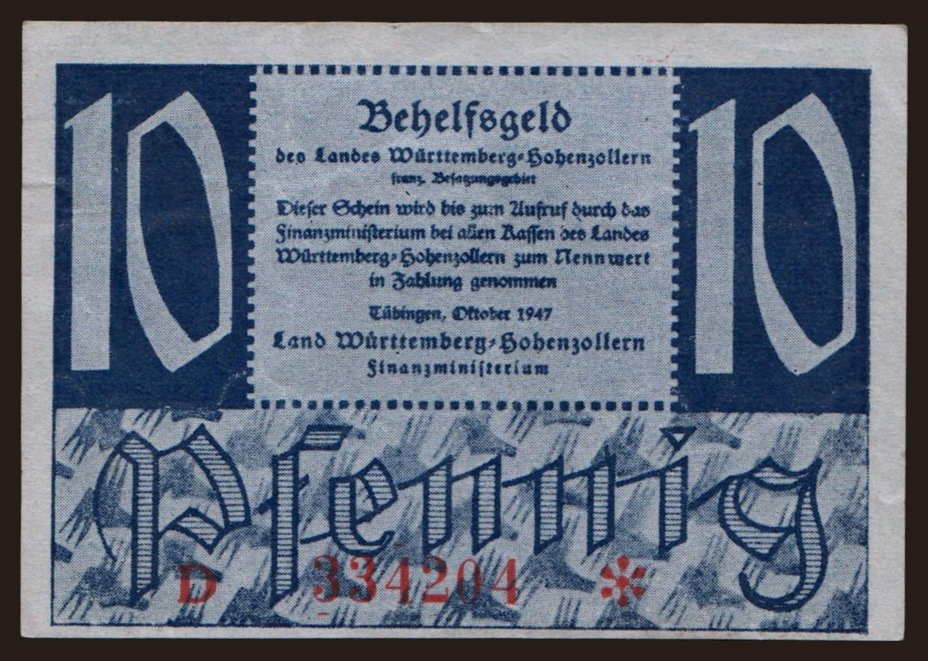 10
10
Behelfsgeld
des Landes Württemberg-Hohenzollern
franz. Besatzungsgebiet
Dieser Schein wird bis zum Aufruf durch das
Finanzministerium bei allen Kassen des Landes
Württemberg-Hohenzollern zum Nennwert
in Zahlung genommen
Tübingen, Oktober 1947
Land Württemberg-Hohenzollern
Finanzministerium
Pfennig
D 334204 *